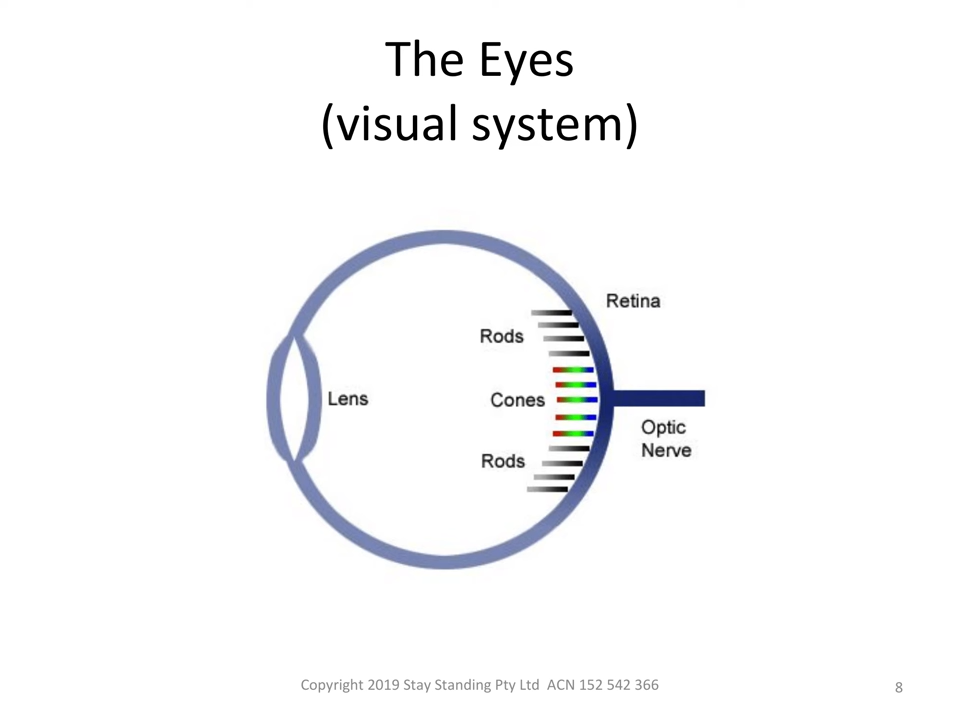 The Eyes
(visual system)
Retina
Rods
Lens
Cones
Optic
Nerve
Rods
Copyright 2019 Stay Standing Pty Ltd ACN 152 542 366
8